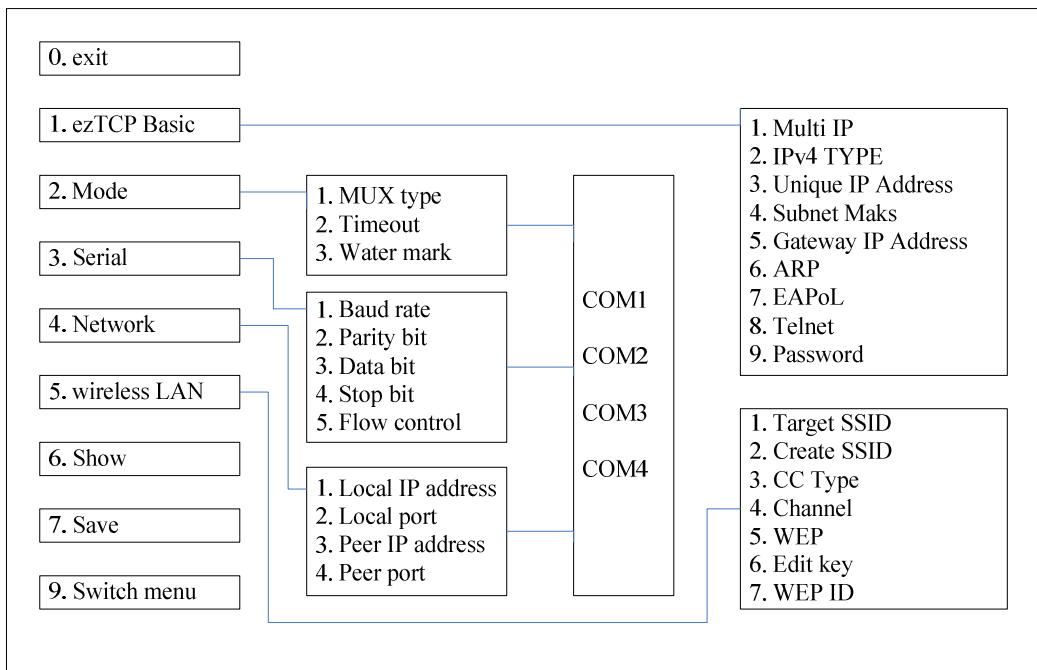 0. exit
1. ezTCP Basic
2. Mode
3. Serial
4. Network
5. wireless LAN
6. Show
7. Save
9. Switch menu
1. MUX type
2. Timeout
3. Water mark
1. Baud rate
2. Parity bit
3. Data bit
4. Stop bit
5. Flow control
1. Local IP address
2. Local port
3. Peer IP address
4. Peer port
COM1
COM2
COM3
COM4
1. Multi IP
2. IPv4 TYPE
3. Unique IP Address
4. Subnet Maks
5. Gateway IP Address
6. ARP
7. EAPoL
8. Telnet
9. Password
1. Target SSID
2. Create SSID
3. CC Type
4. Channel
5. WEP
6. Edit key
7. WEP ID